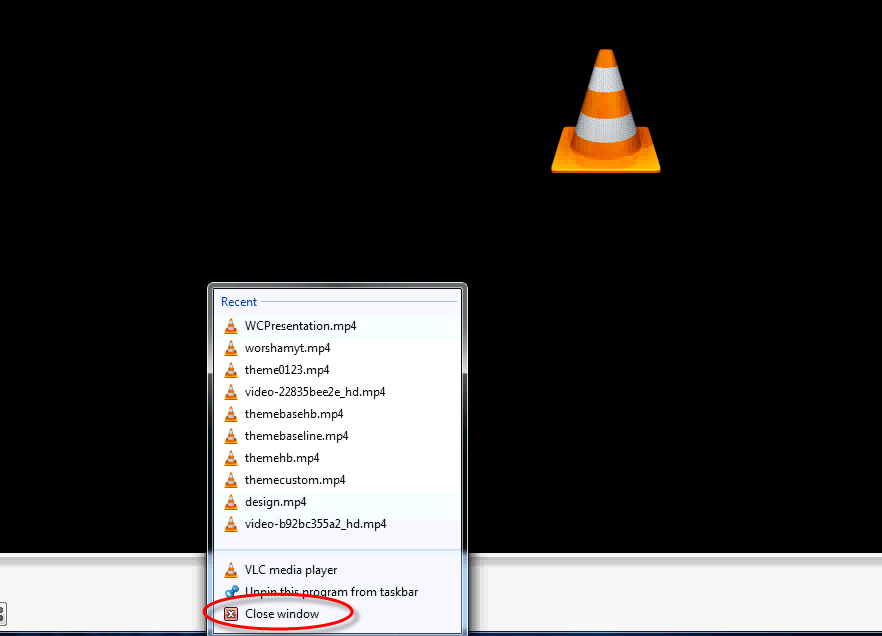 Recent
WCPresentation.mp4
worshamyt.mp4
theme0123.mp4
video-22835bee2e_hd.mp4
themebasehb.mp4
themebaseline.mp4
themehb.mp4
themecustom.mp4
design.mp4
video-b92bc355a2_hd.mp4
VLC media player
Unpin this program from taskbar
Close window